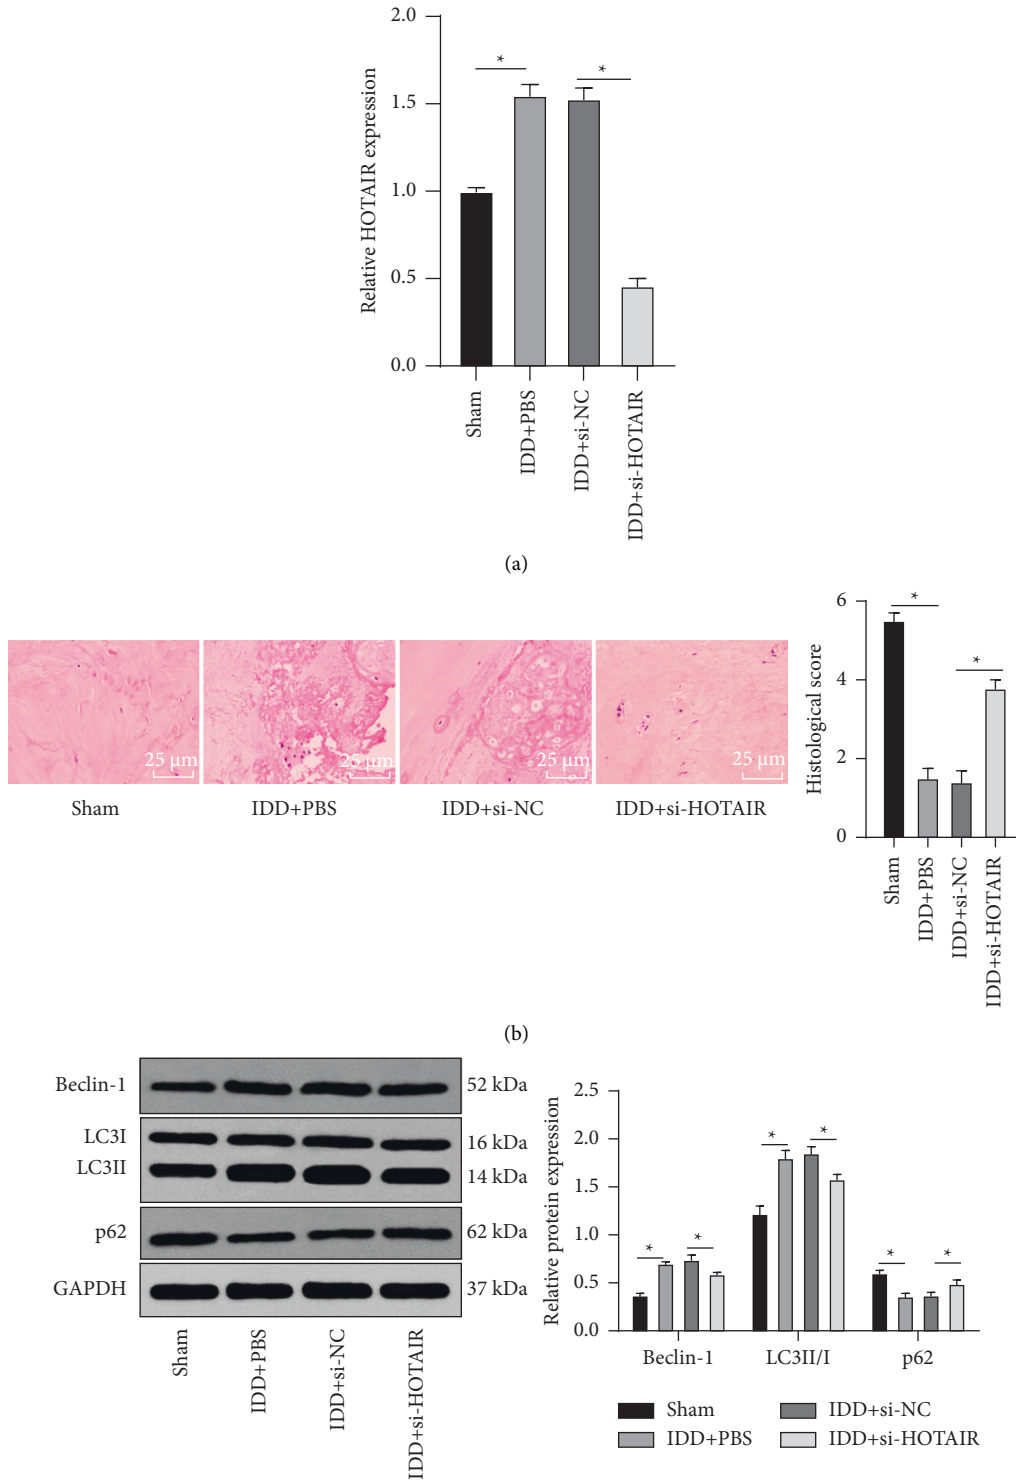 2.0
1.5
1.0
0.5
0.0
Relative HOTAIR expression
*
*
Sham
IDD+PBS
IDD+si-NC
IDD+si-HOTAIR
(a)
25 μm
25 μm
25 μm
25 μm
Sham
IDD+PBS
IDD+si-NC
IDD+si-HOTAIR
6
4
2
0
Histological score
*
*
Sham
IDD+PBS
IDD+si-NC
IDD+si-HOTAIR
(b)
Beclin-1
52 kDa
LC3I
16 kDa
LC3II
14 kDa
p62
62 kDa
GAPDH
37 kDa
Sham
IDD+PBS
IDD+si-NC
IDD+si-HOTAIR
2.5
2.0
1.5
1.0
0.5
0.0
Relative protein expression
*
*
*
*
*
*
Beclin-1
LC3II/I
p62
Sham
IDD+si-NC
IDD+PBS
IDD+si-HOTAIR